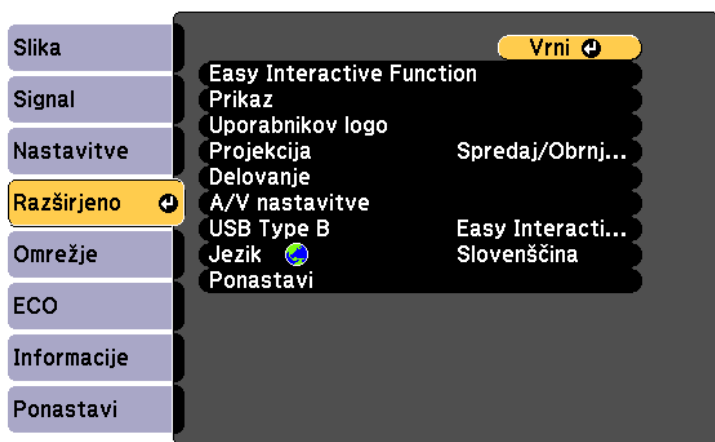 Slika
Signal
Nastavitve
Razširjeno
Omrežje
ECO
Informacije
Ponastavi
Vrni
Easy Interactive Function
Prikaz
Uporabnikov logo
Projekcija Spredaj/Obrnj...
Delovanje
A/V nastavitve
USB Type B Easy Interacti...
Jezik Slovenščina
Ponastavi